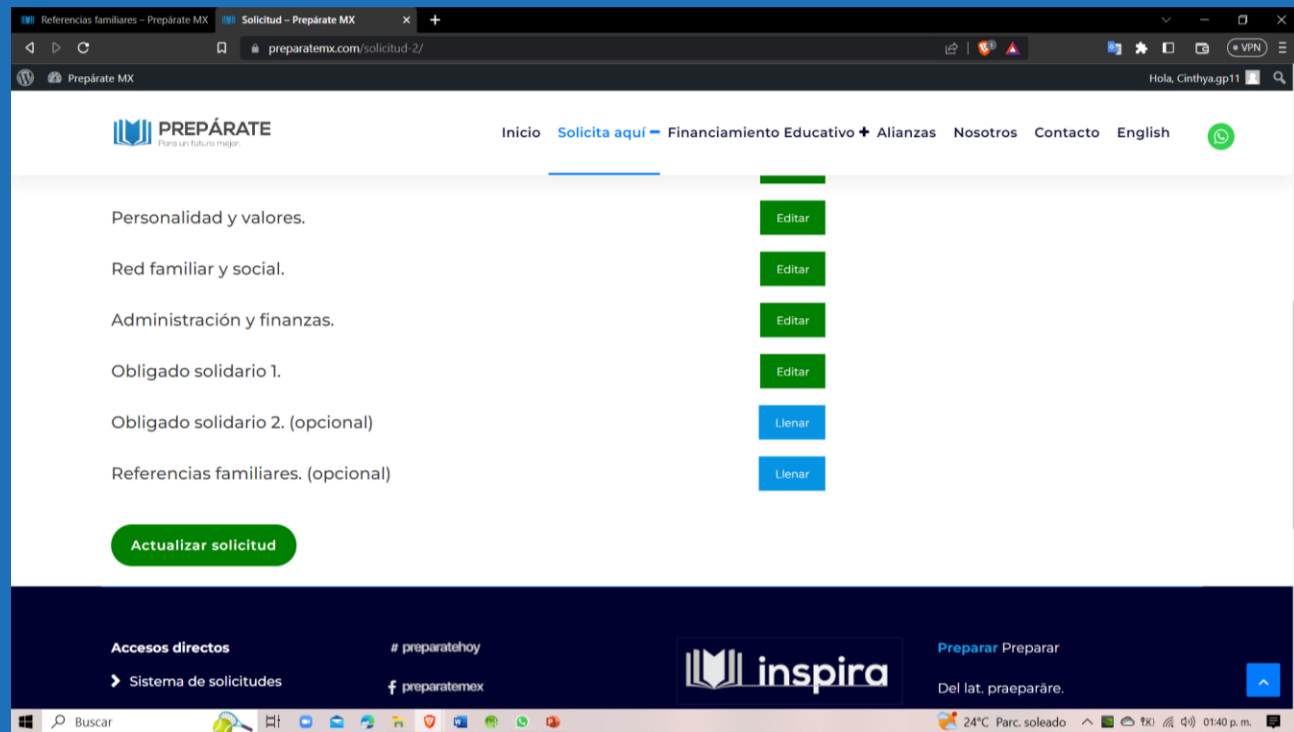 Referencias familiares – Prepárate MX
Solicitud – Prepárate MX
preparatemx.com/solicitud-2/
VPN
Prepárate MX
Hola, Cinthya.gp11
PREPÁRATE
Para un futuro mejor.
Inicio Solicita aquí Financiamiento Educativo + Alianzas Nosotros Contacto English
Personalidad y valores. Editar
Red familiar y social. Editar
Administración y finanzas. Editar
Obligado solidario 1. Editar
Obligado solidario 2. (opcional) Llenar
Referencias familiares. (opcional) Llenar
Actualizar solicitud
Accesos directos
# preparatehoy
inspira
Preparar Preparar
Sistema de solicitudes
preparatemex
Del lat. praeparāre.
Buscar
24°C Parc. soleado
01:40 p. m.